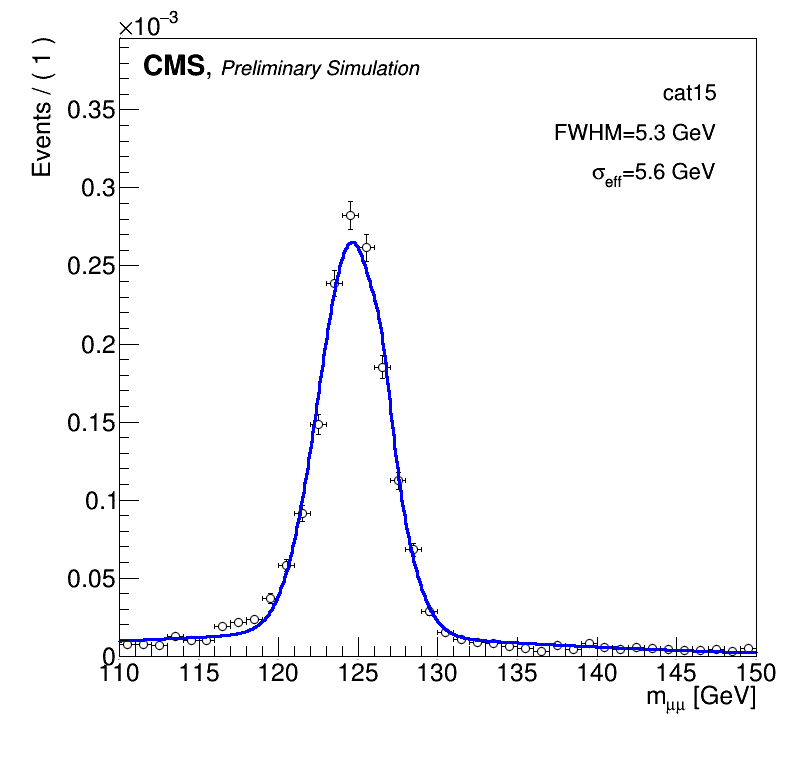 ×10⁻³
CMS, Preliminary Simulation
cat15
FWHM=5.3 GeV
σeff=5.6 GeV
Events / ( 1 )
0.35
0.3
0.25
0.2
0.15
0.1
0.05
0
110 115 120 125 130 135 140 145 150
mμμ [GeV]